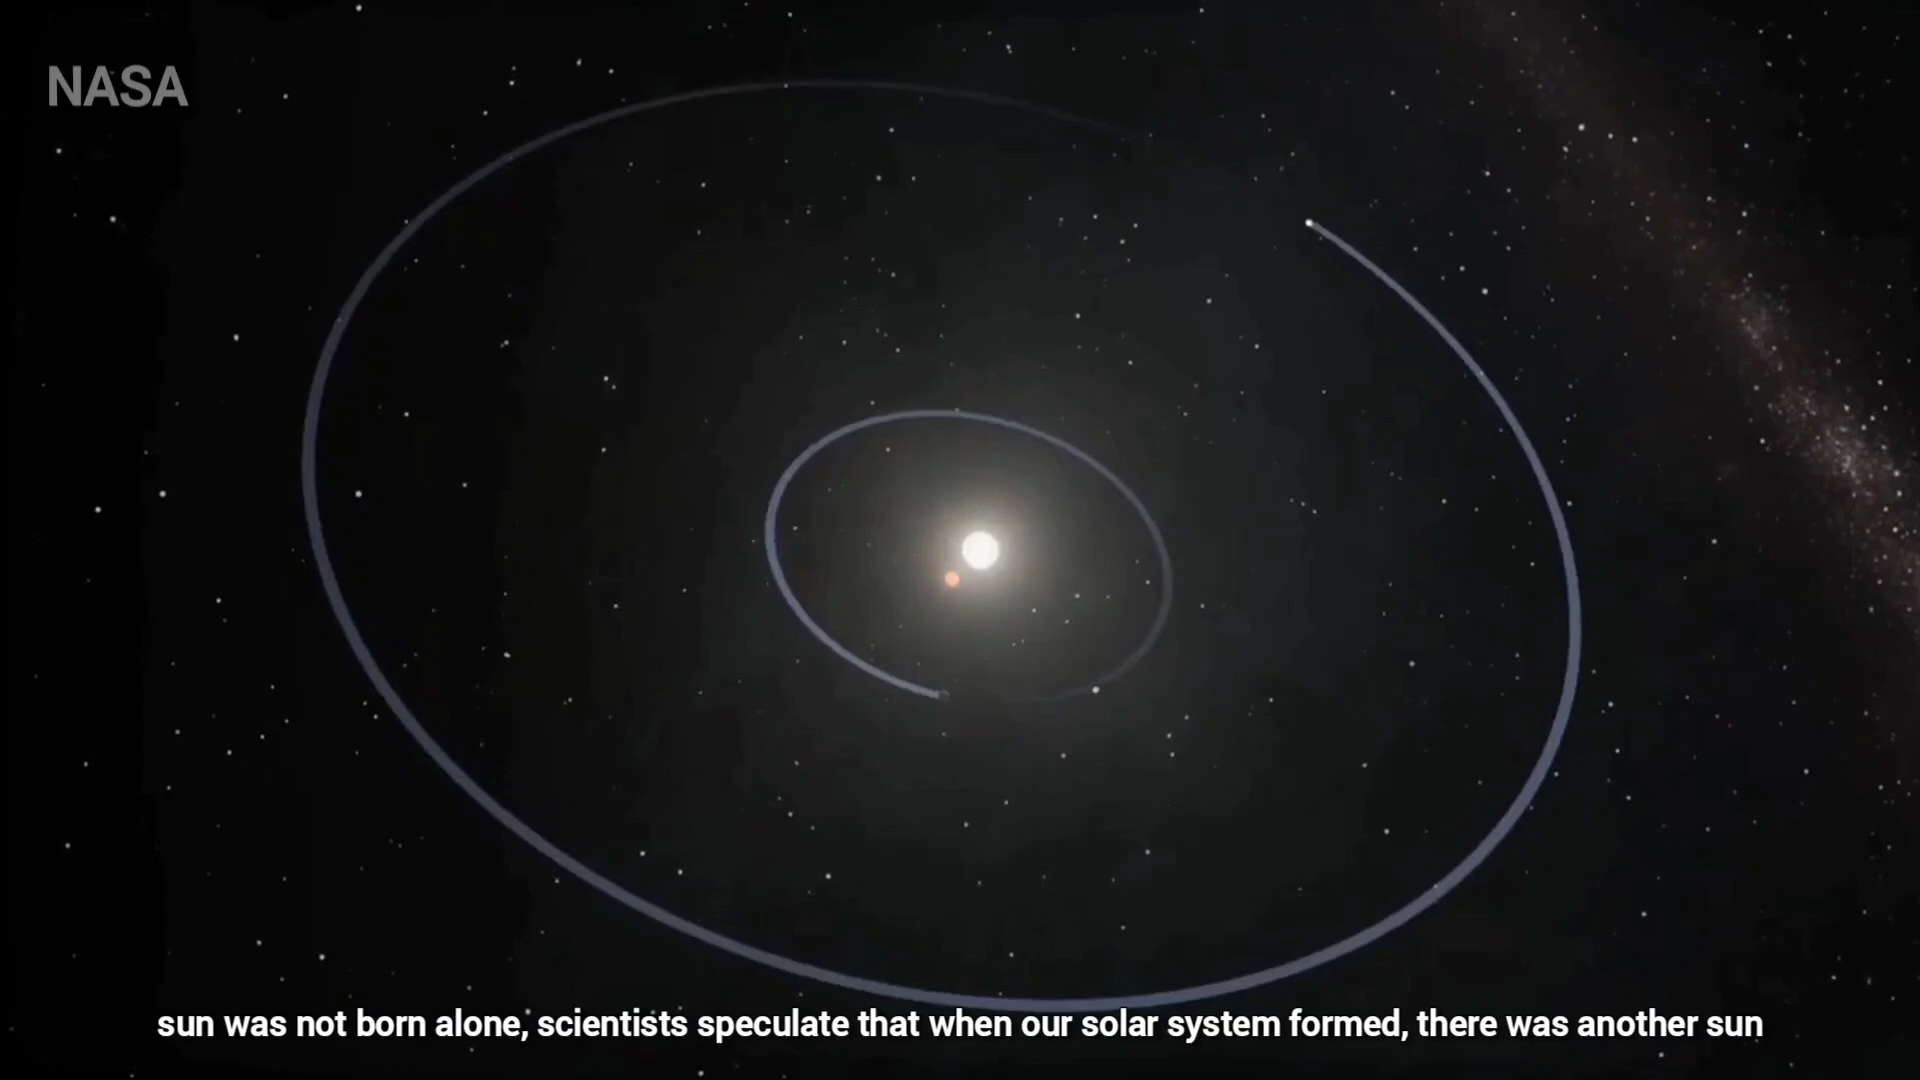 NASA
sun was not born alone, scientists speculate that when our solar system formed, there was another sun